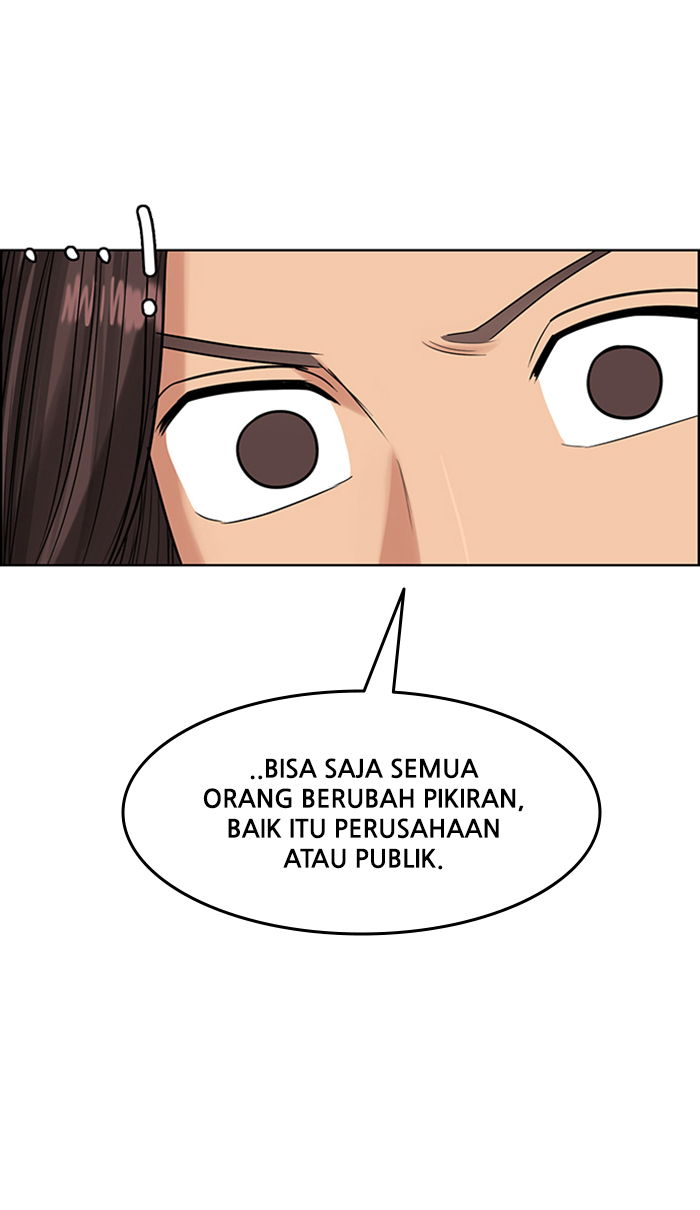 ..BISA SAJA SEMUA
ORANG BERUBAH PIKIRAN,
BAIK ITU PERUSAHAAN
ATAU PUBLIK.